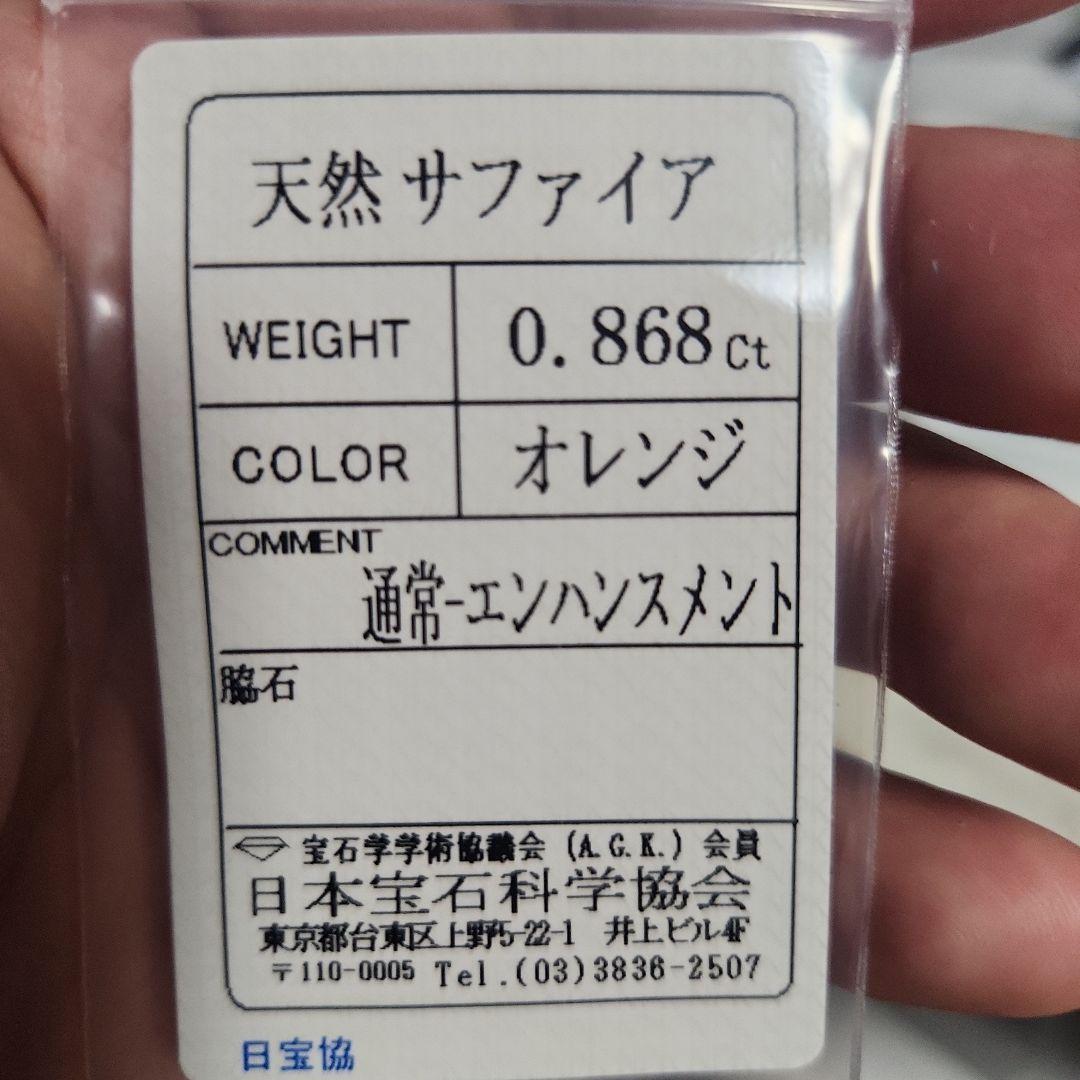 天然 サファイア
WEIGHT 0.868 Ct
COLOR オレンジ
COMMENT
通常-エンハンスメント
脇石
宝石学学術協議会 (A.G.K.) 会員
日本宝石科学協会
東京都台東区上野5-22-1 井上ビル4F
〒110-0005 Tel.(03)3836-2507
日宝協